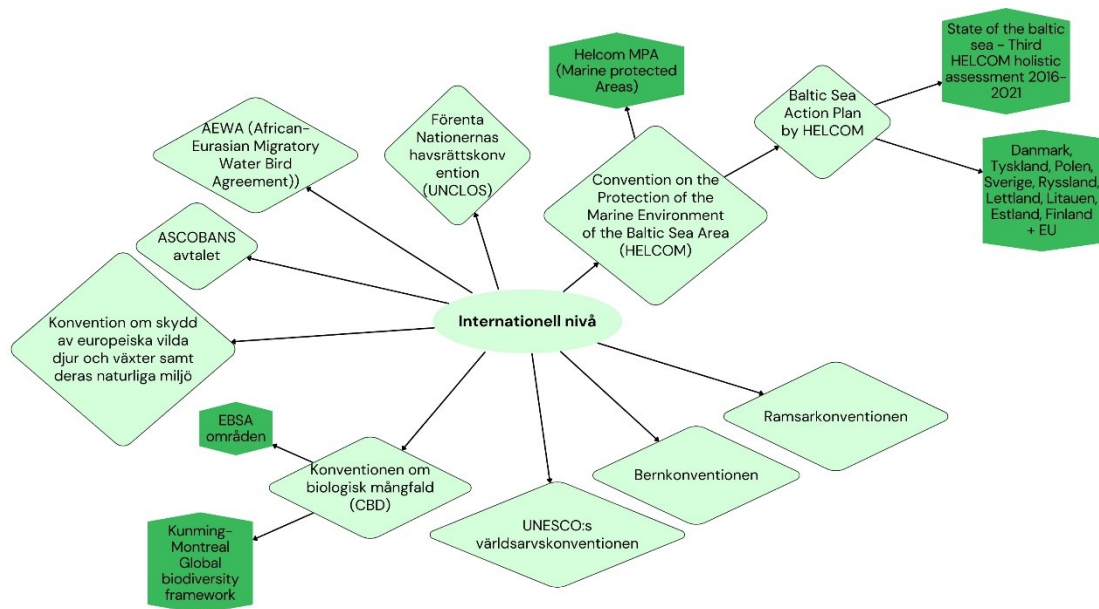 Helcom MPA
(Marine protected
Areas)
State of the baltic
sea - Third
HELCOM holistic
assessment 2016-
2021
Baltic Sea
Action Plan
by HELCOM
Danmark,
Tyskland, Polen,
Sverige, Ryssland,
Lettland, Litauen,
Estland, Finland
+ EU
Convention on the
Protection of the
Marine Environment
of the Baltic Sea Area
(HELCOM)
Förenta
Nationernas
havsrättskonv
ention
(UNCLOS)
AEWA (African-
Eurasian Migratory
Water Bird
Agreement))
ASCOBANS
avtalet
Konvention om skydd
av europeiska vilda
djur och växter samt
deras naturliga miljö
Internationell nivå
Ramsarkonventionen
Bernkonventionen
UNESCO:s
världsarvskonventionen
Konventionen om
biologisk mångfald
(CBD)
EBSA
områden
Kunming-
Montreal
Global
biodiversity
framework